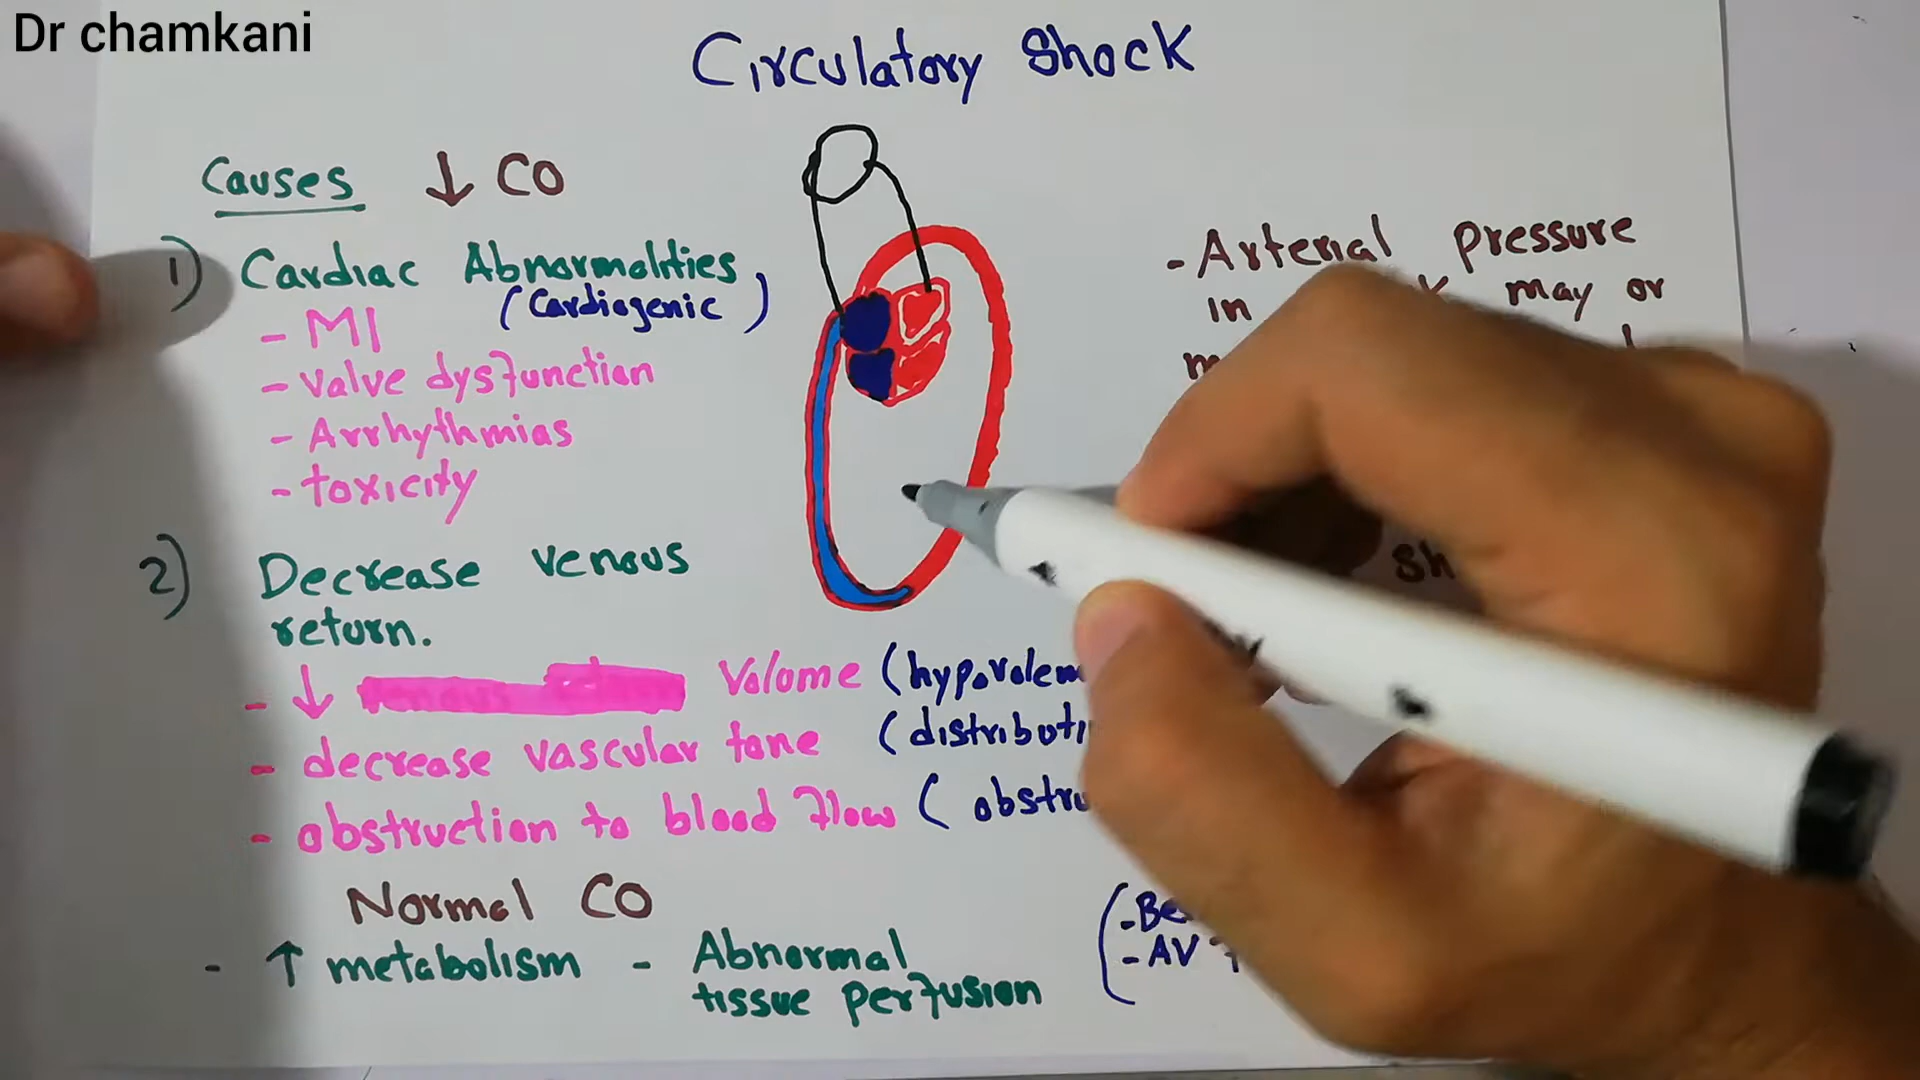 Dr chamkani
Circulatory Shock
Causes ↓ CO
1) Cardiac Abnormalities
(Cardiogenic)
- MI
- Valve dysfunction
- Arrhythmias
- toxicity
2) Decrease venous
return.
- ↓ Volume (hypovolem
- decrease vascular tone (distributi
- obstruction to blood flow (obstru
Normal CO
- ↑ metabolism - Abnormal
tissue perfusion
- Arterial pressure
in may or
- Be
- AV